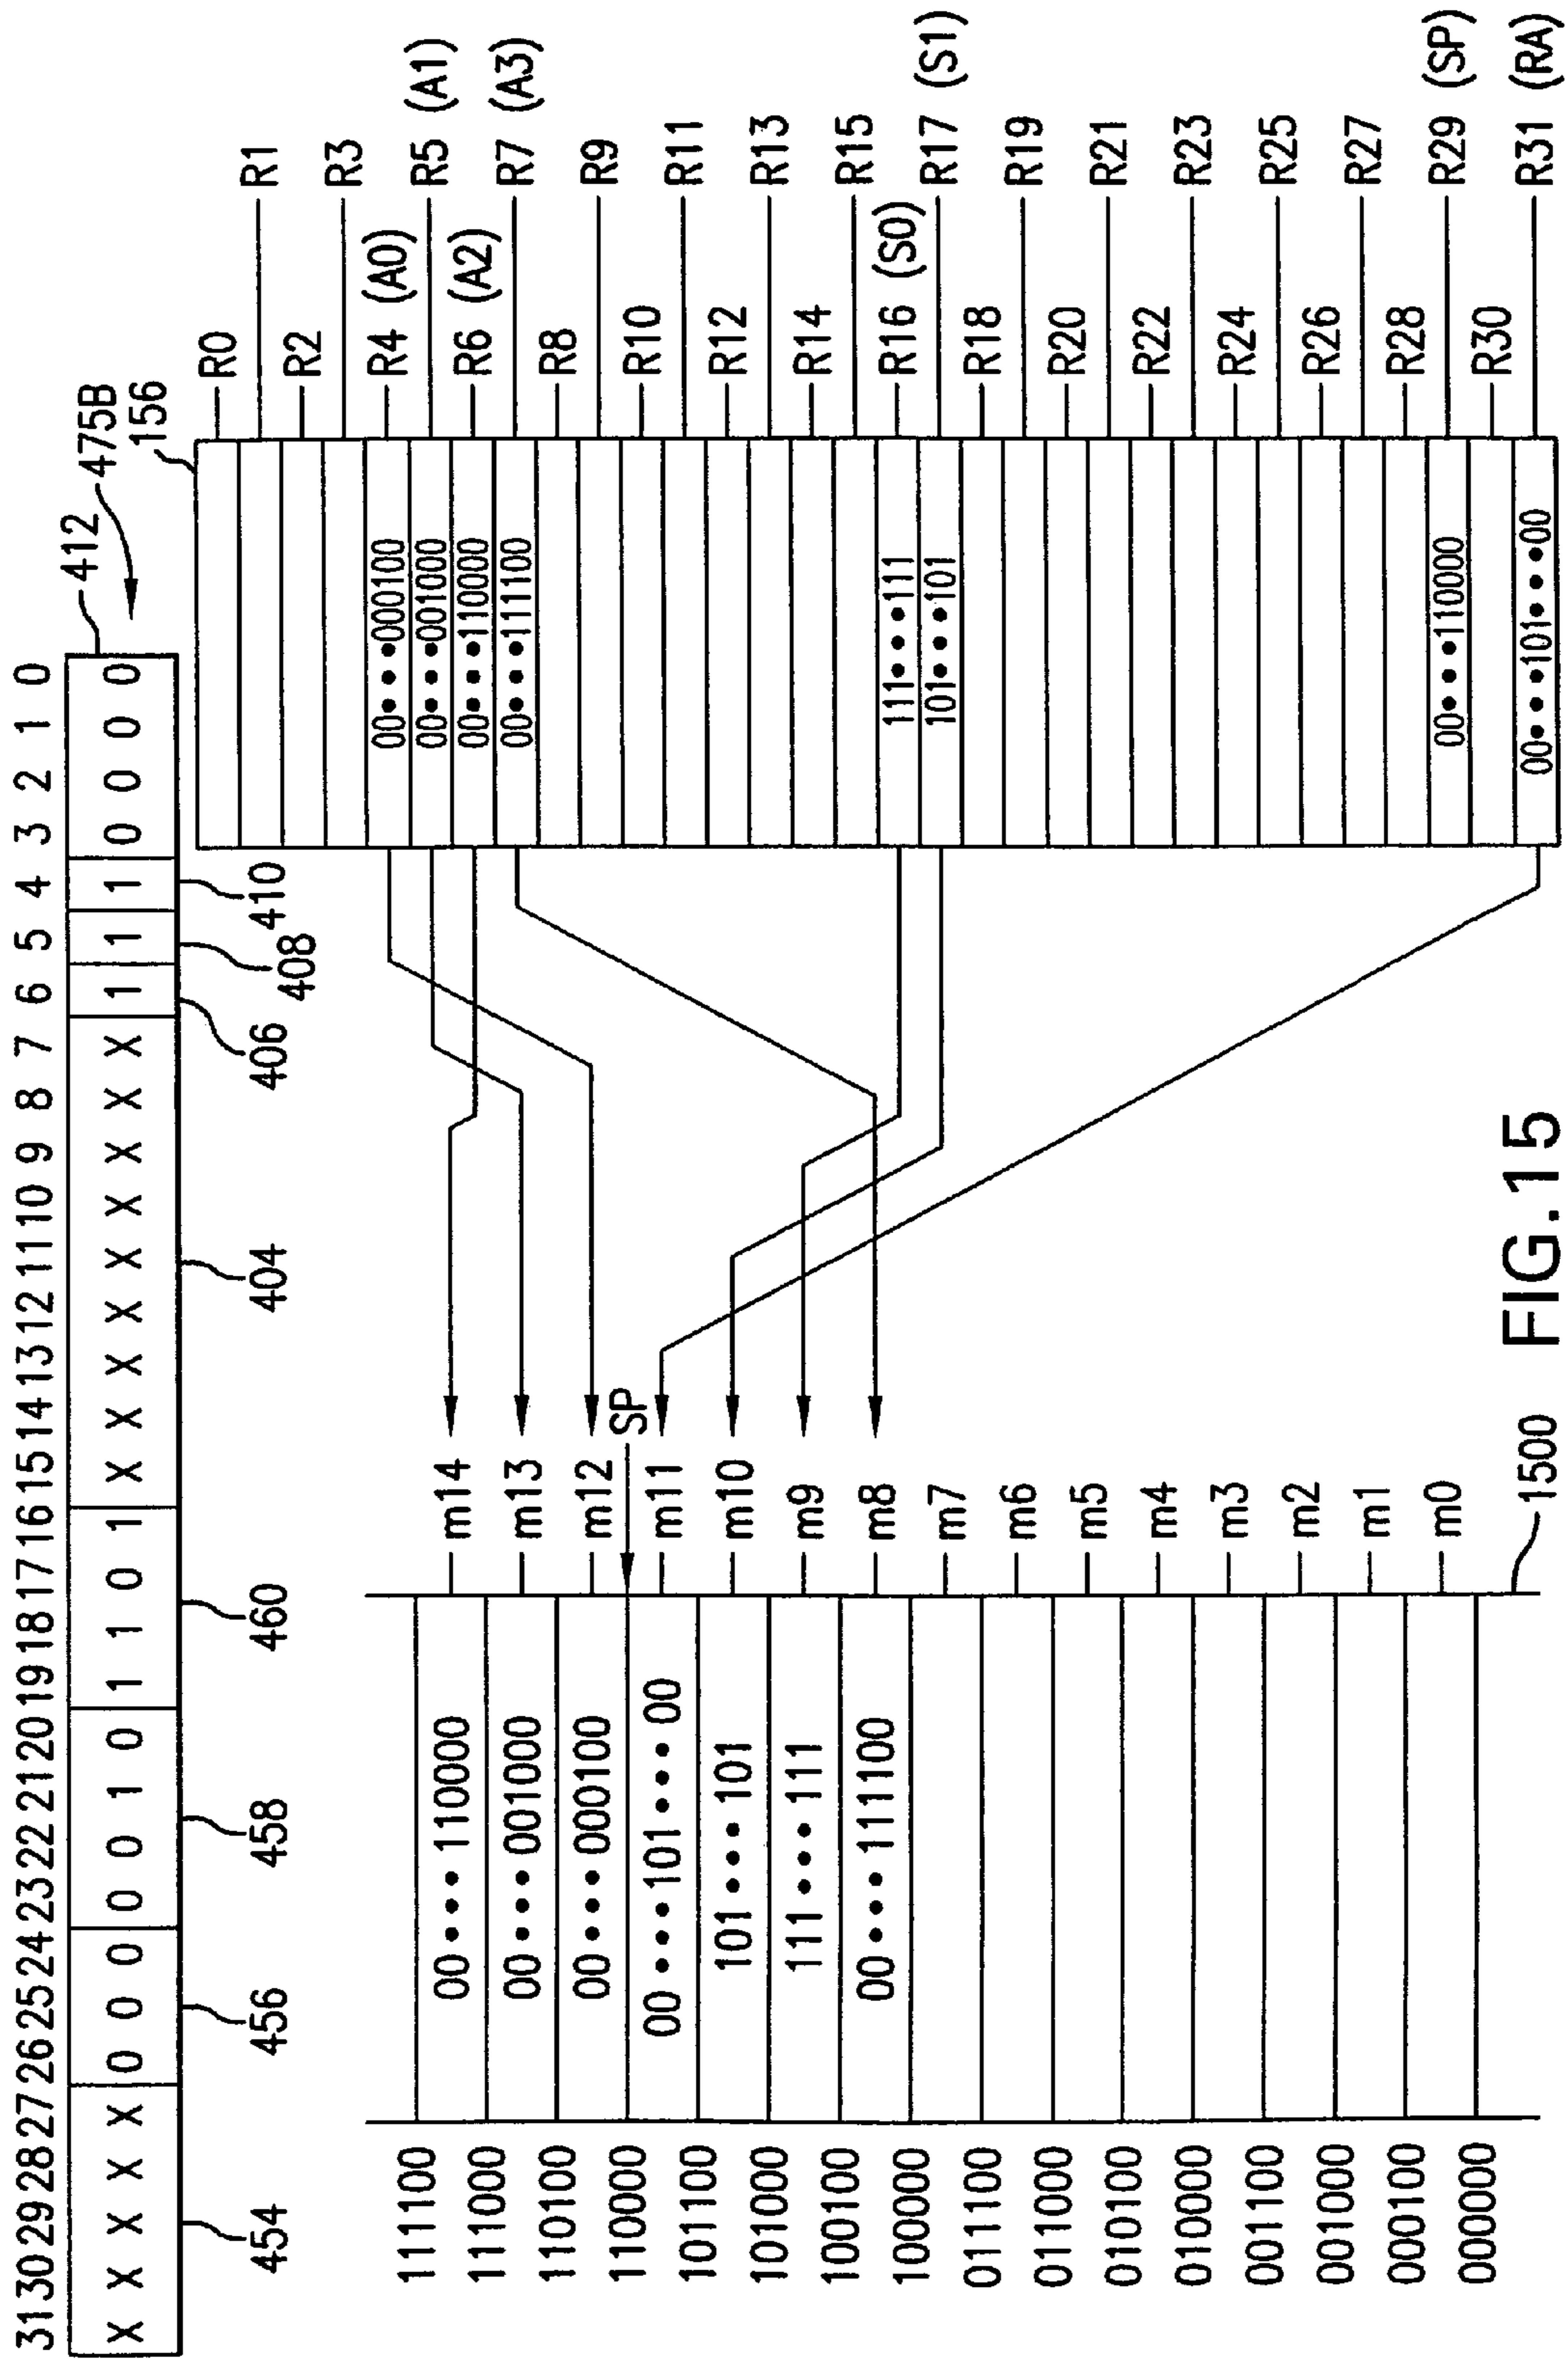 31 30 29 28 27 26 25 24 23 22 21 20 19 18 17 16 15 14 13 12 11 10 9 8 7 6 5 4 3 2 1 0
X X X X X 0 0 0 0 0 1 0 1 1 0 1 X X X X X X X X X 1 1 1 0 0 0 0
412
475B
454
456
458
460
404
406
408
410
156
111100
111000
110100
110000
101100
101000
100100
100000
011100
011000
010100
010000
001100
001000
000100
000000
00•••110000
00•••001000
00•••000100
00•••101•••00
101•••101
111•••111
00•••111100
m14
m13
m12
SP
m11
m10
m9
m8
m7
m6
m5
m4
m3
m2
m1
m0
1500
00•••000100
00•••001000
00•••110000
00•••111100
111•••111
101•••101
00•••110000
00•••101•••00
R0
R1
R2
R3
R4 (A0)
R5 (A1)
R6 (A2)
R7 (A3)
R8
R9
R10
R11
R12
R13
R14
R15
R16 (S0)
R17 (S1)
R18
R19
R20
R21
R22
R23
R24
R25
R26
R27
R28
R29 (SP)
R30
R31 (RA)
FIG.15